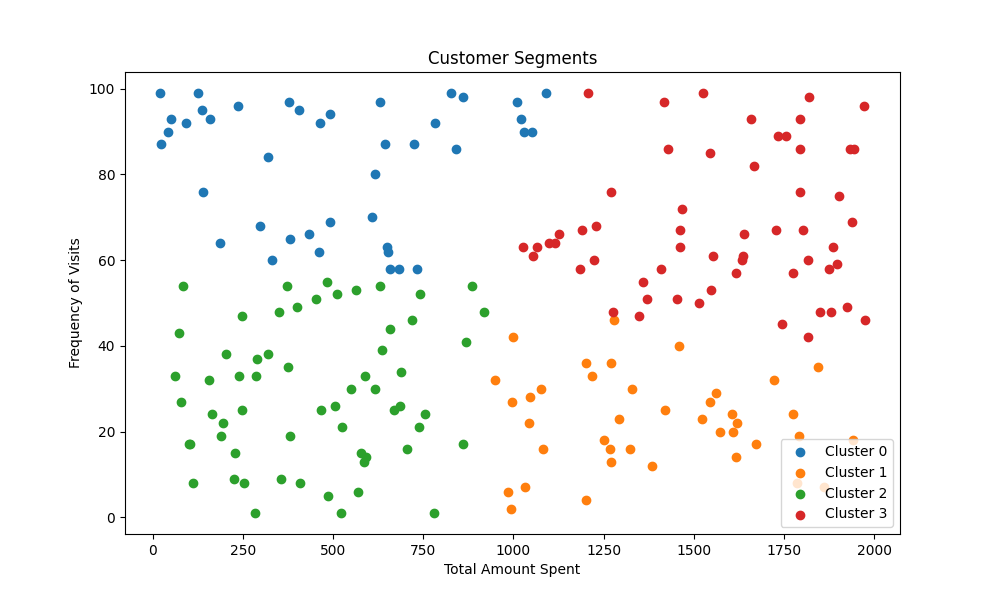 Customer Segments
Frequency of Visits
100
80
60
40
20
0
Cluster 0
Cluster 1
Cluster 2
Cluster 3
0 250 500 750 1000 1250 1500 1750 2000
Total Amount Spent